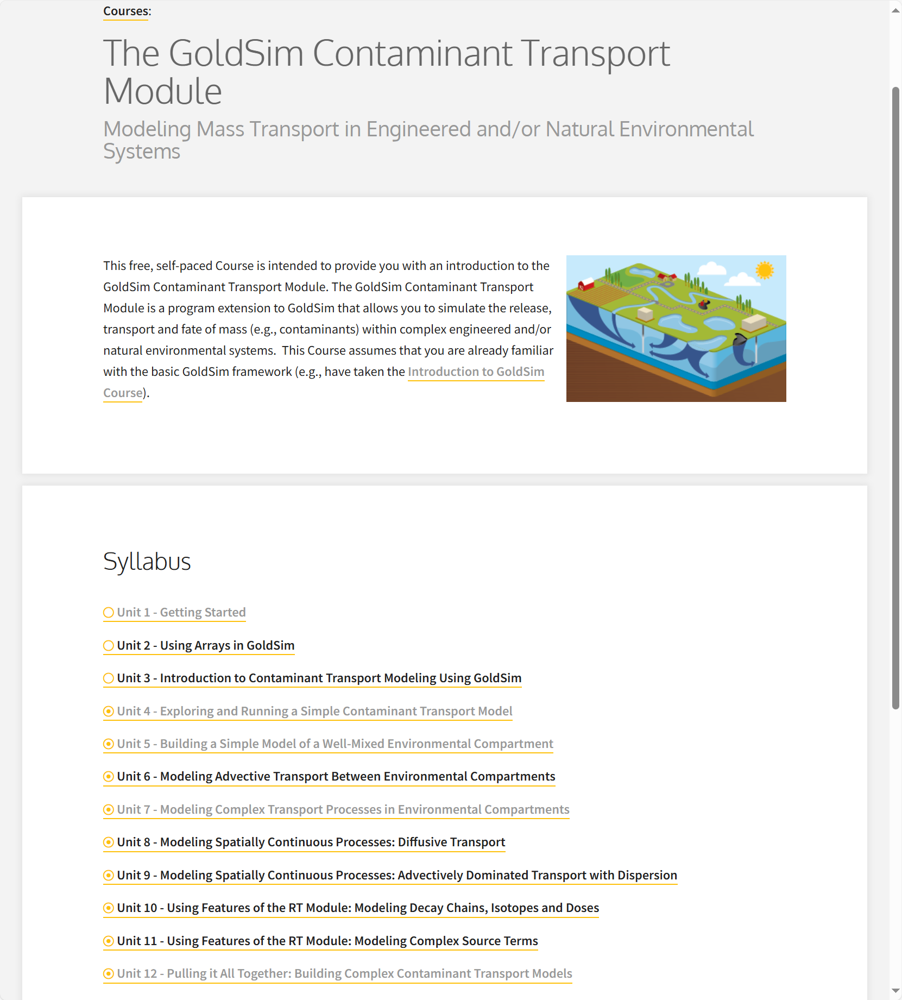 Courses:
The GoldSim Contaminant Transport
Module
Modeling Mass Transport in Engineered and/or Natural Environmental
Systems
This free, self-paced Course is intended to provide you with an introduction to the
GoldSim Contaminant Transport Module. The GoldSim Contaminant Transport
Module is a program extension to GoldSim that allows you to simulate the release,
transport and fate of mass (e.g., contaminants) within complex engineered and/or
natural environmental systems.  This Course assumes that you are already familiar
with the basic GoldSim framework (e.g., have taken the Introduction to GoldSim
Course).
Syllabus
Unit 1 - Getting Started
Unit 2 - Using Arrays in GoldSim
Unit 3 - Introduction to Contaminant Transport Modeling Using GoldSim
Unit 4 - Exploring and Running a Simple Contaminant Transport Model
Unit 5 - Building a Simple Model of a Well-Mixed Environmental Compartment
Unit 6 - Modeling Advective Transport Between Environmental Compartments
Unit 7 - Modeling Complex Transport Processes in Environmental Compartments
Unit 8 - Modeling Spatially Continuous Processes: Diffusive Transport
Unit 9 - Modeling Spatially Continuous Processes: Advectively Dominated Transport with Dispersion
Unit 10 - Using Features of the RT Module: Modeling Decay Chains, Isotopes and Doses
Unit 11 - Using Features of the RT Module: Modeling Complex Source Terms
Unit 12 - Pulling it All Together: Building Complex Contaminant Transport Models